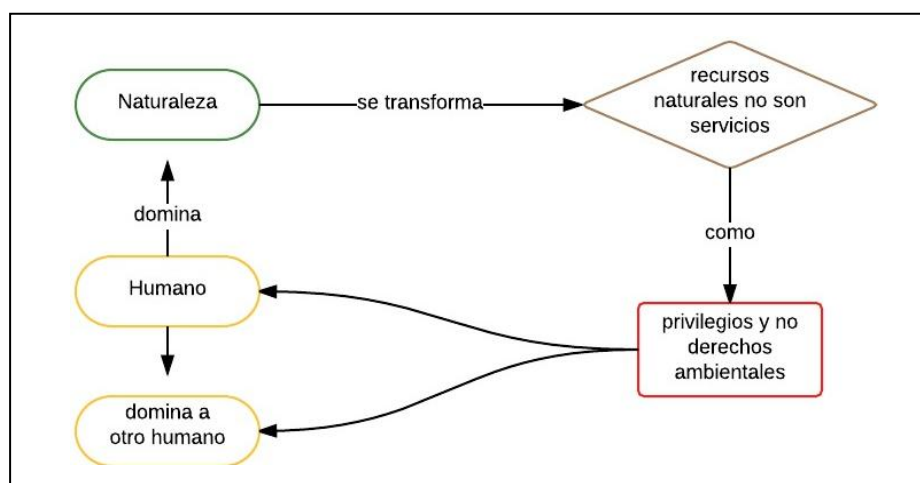 Naturaleza
se transforma
recursos
naturales no son
servicios
domina
como
Humano
privilegios y no
derechos
ambientales
domina a
otro humano